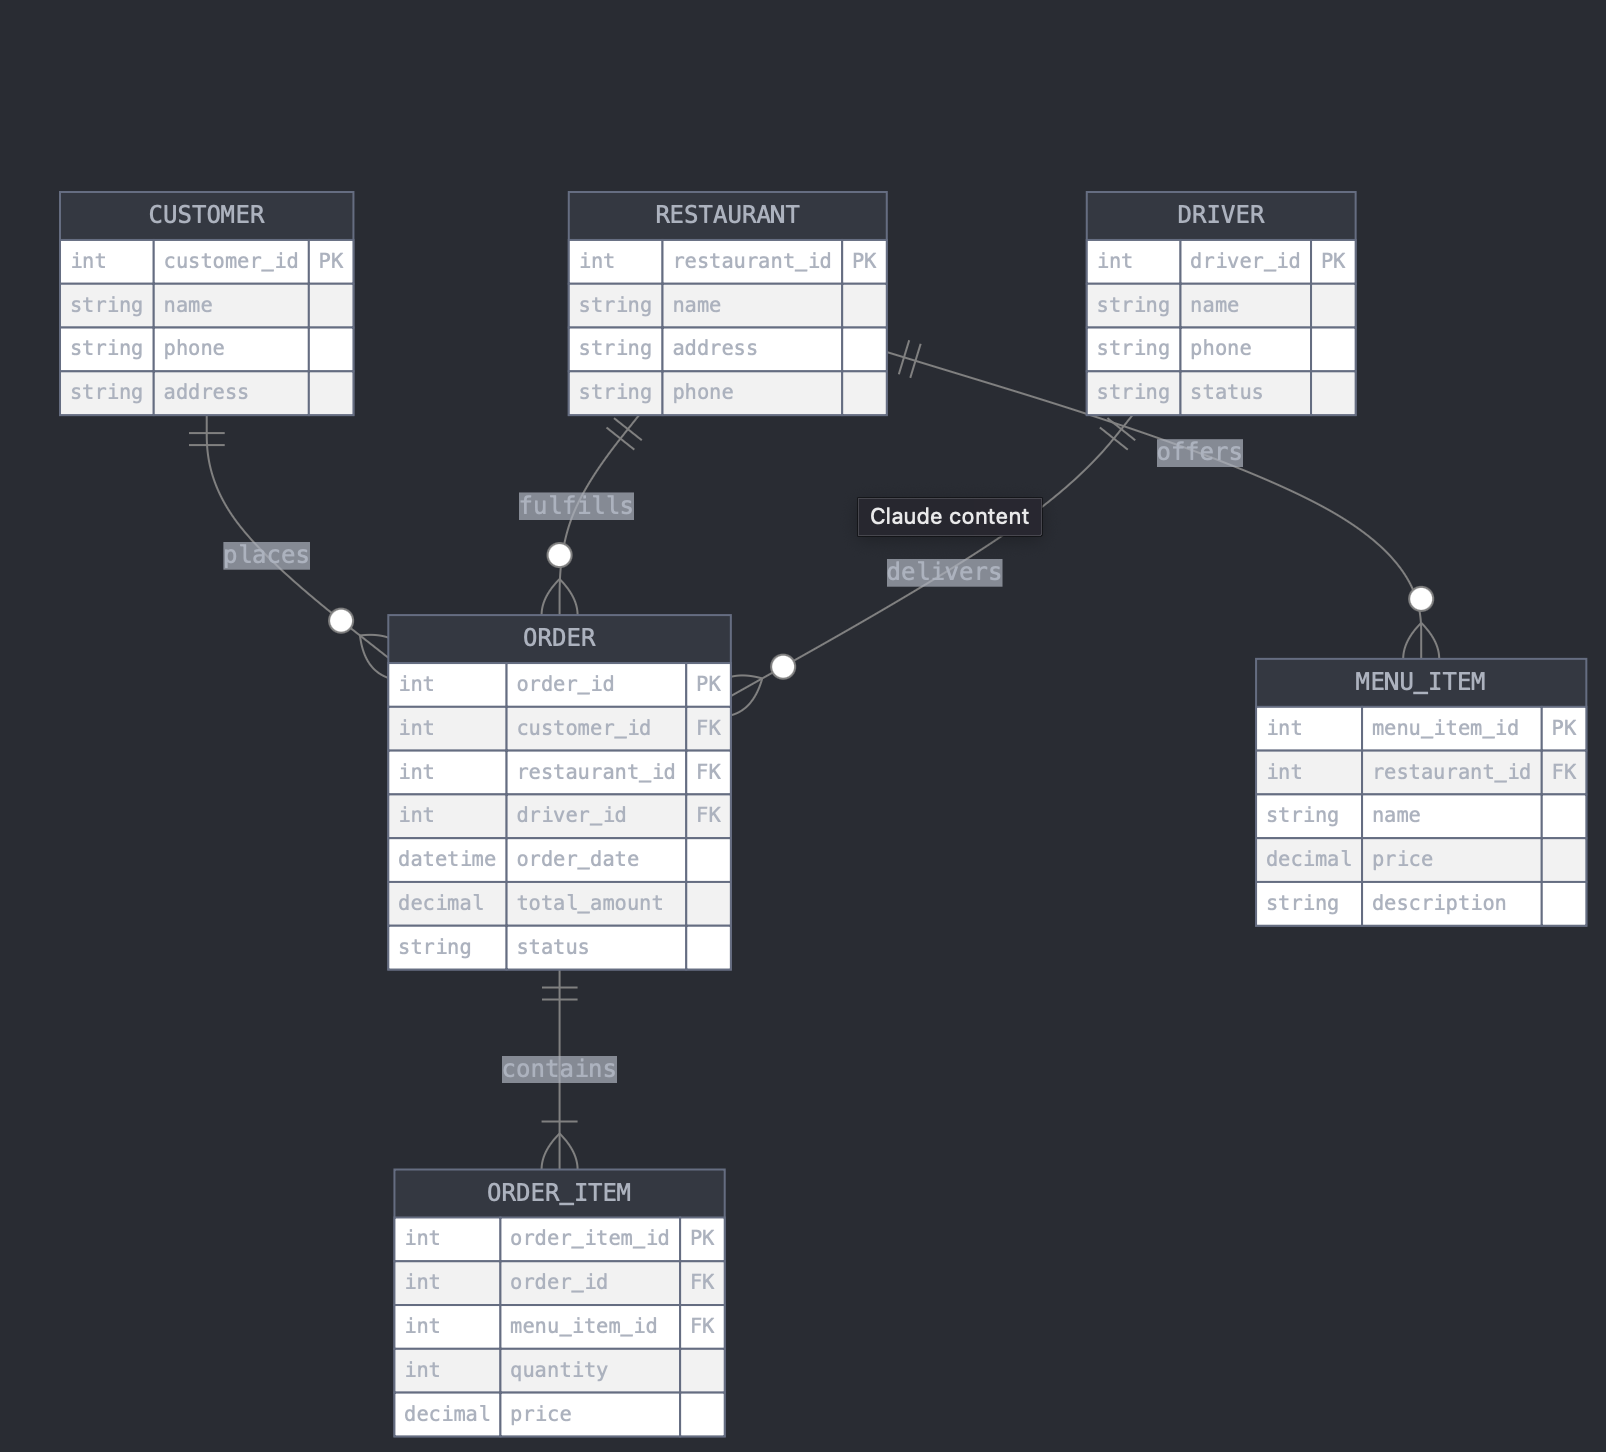 CUSTOMER
int customer_id PK
string name
string phone
string address
RESTAURANT
int restaurant_id PK
string name
string address
string phone
DRIVER
int driver_id PK
string name
string phone
string status
offers
fulfills
Claude content
places
delivers
ORDER
int order_id PK
int customer_id FK
int restaurant_id FK
int driver_id FK
datetime order_date
decimal total_amount
string status
MENU_ITEM
int menu_item_id PK
int restaurant_id FK
string name
decimal price
string description
contains
ORDER_ITEM
int order_item_id PK
int order_id FK
int menu_item_id FK
int quantity
decimal price